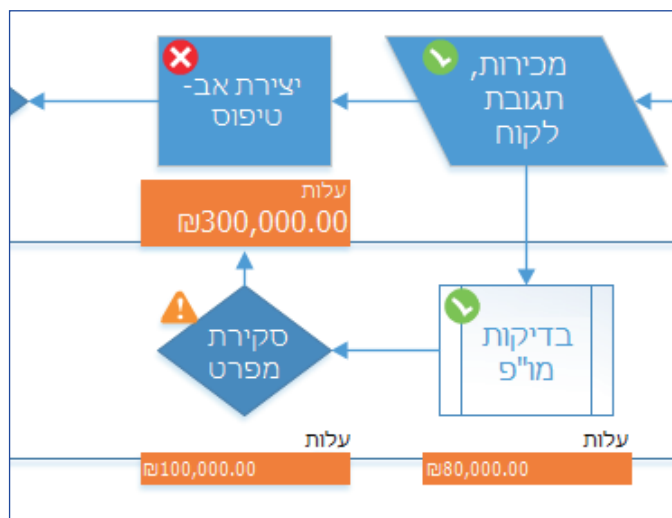 מכירות,
תגובת
לקוח
יצירת אב-
טיפוס
עלות
₪300,000.00
בדיקות
מו"פ
סקירת
מפרט
עלות
₪80,000.00
עלות
₪100,000.00